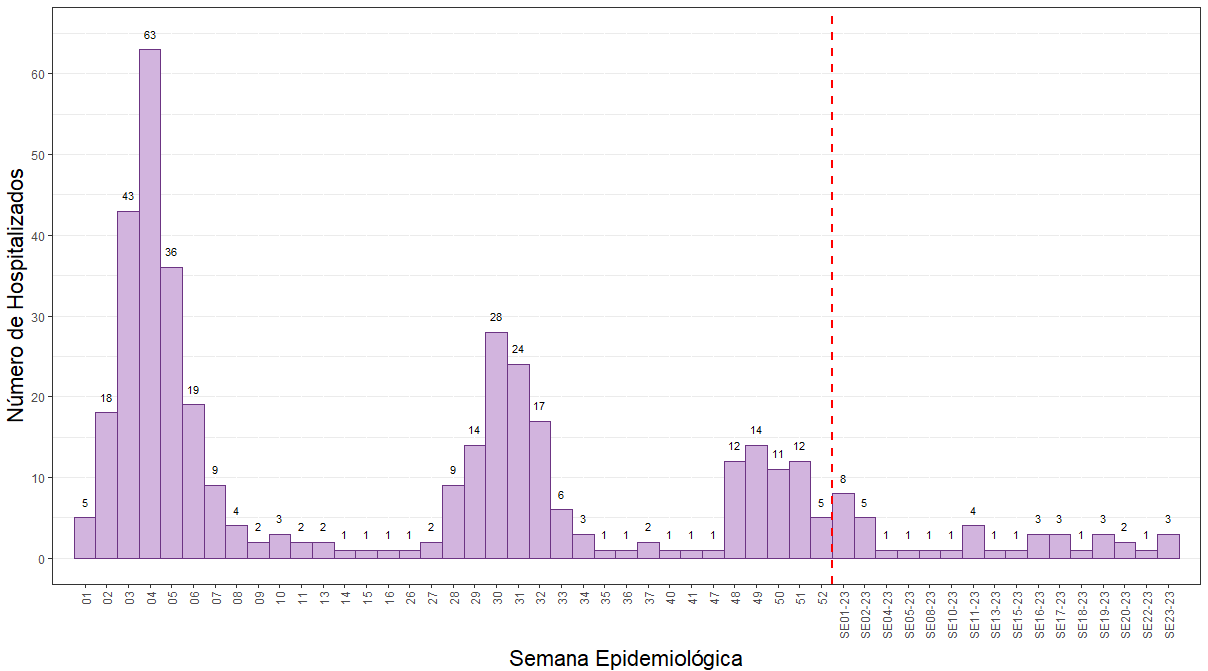 Número de Hospitalizados
60
50
40
30
20
10
0
5 18 43 63 36 19 9 4 2 3 2 2 1 1 1 1 2 9 14 28 24 17 6 3 1 1 2 1 1 1 12 14 11 12 5 8 5 1 1 1 1 4 1 1 3 3 1 3 2 1 3
01 02 03 04 05 06 07 08 09 10 11 13 14 15 16 26 27 28 29 30 31 32 33 34 35 36 37 40 41 47 48 49 50 51 52 SE01-23 SE02-23 SE04-23 SE05-23 SE08-23 SE10-23 SE11-23 SE13-23 SE15-23 SE16-23 SE17-23 SE18-23 SE19-23 SE20-23 SE22-23 SE23-23
Semana Epidemiológica